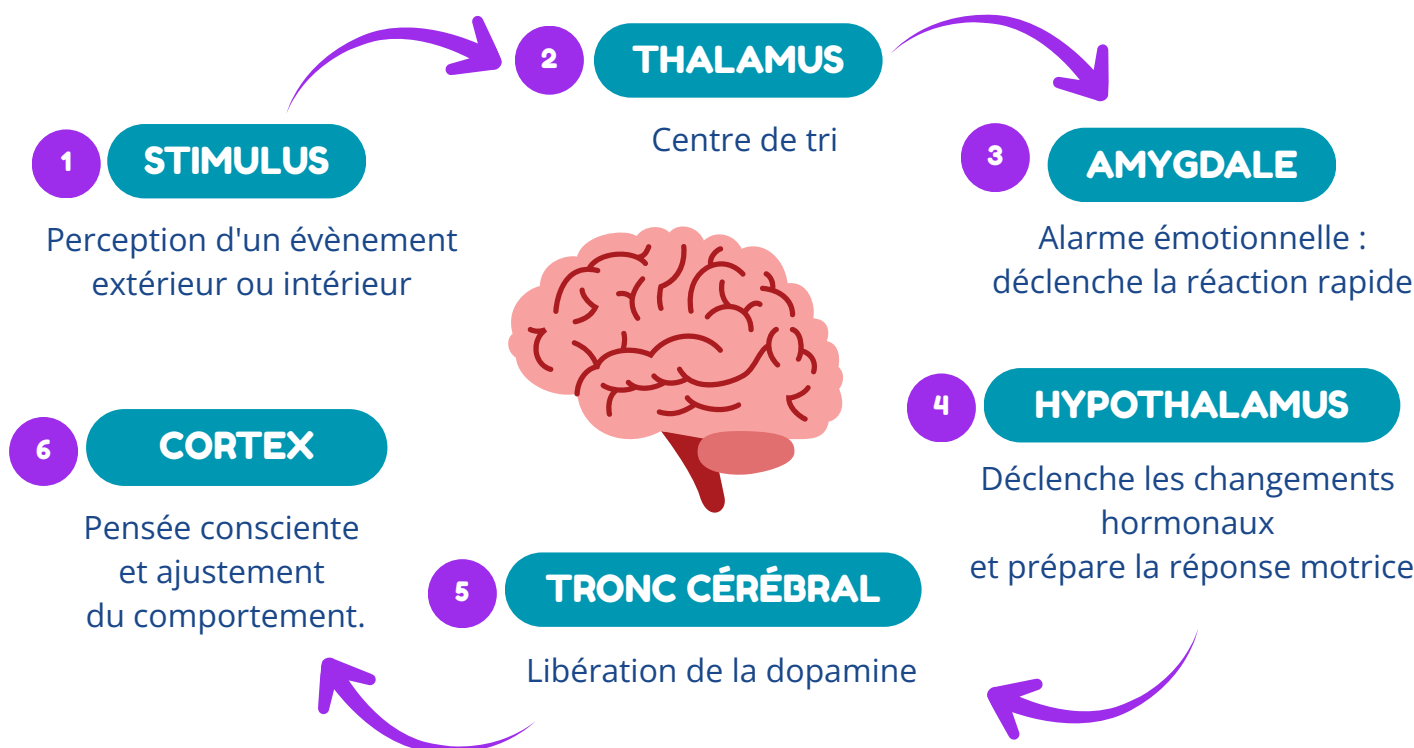 1
STIMULUS
Perception d'un évènement
extérieur ou intérieur
2
THALAMUS
Centre de tri
3
AMYGDALE
Alarme émotionnelle :
déclenche la réaction rapide
4
HYPOTHALAMUS
Déclenche les changements
hormonaux
et prépare la réponse motrice
5
TRONC CÉRÉBRAL
Libération de la dopamine
6
CORTEX
Pensée consciente
et ajustement
du comportement.